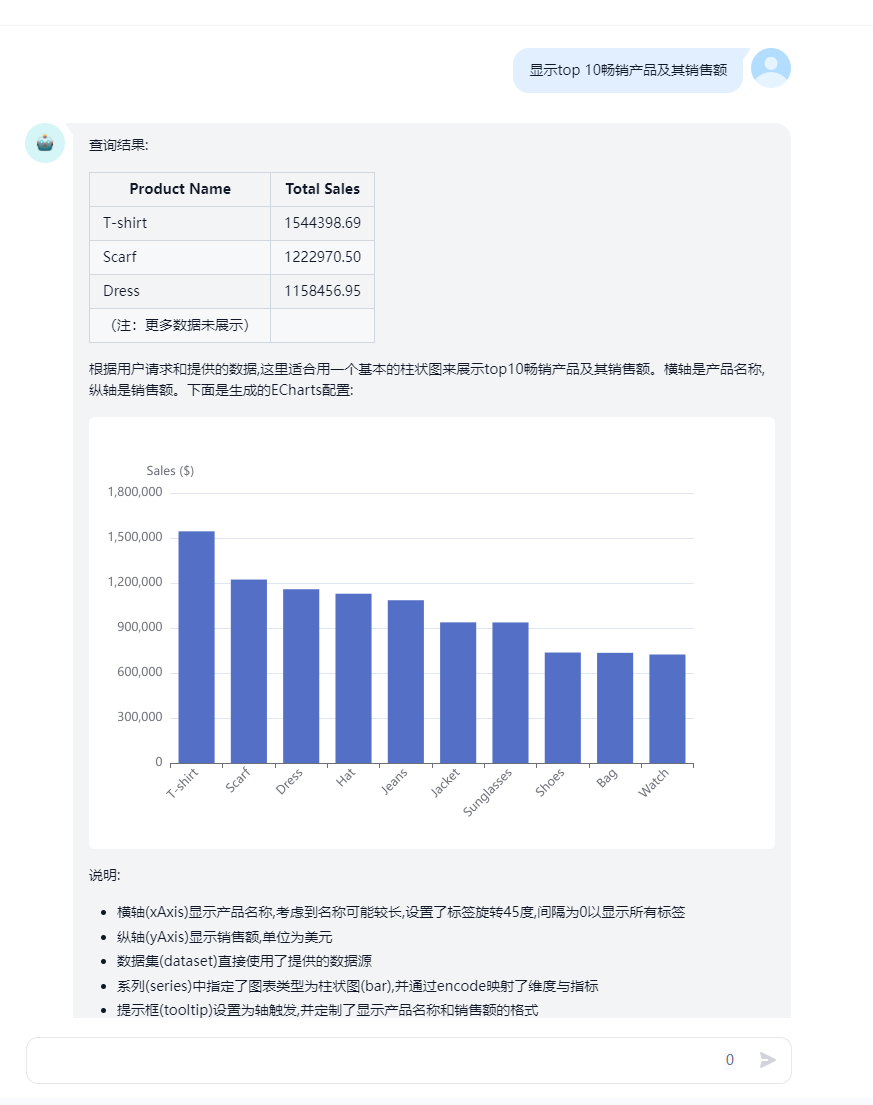 显示top 10畅销产品及其销售额
查询结果:
Product Name Total Sales
T-shirt 1544398.69
Scarf 1222970.50
Dress 1158456.95
（注：更多数据未展示）
根据用户请求和提供的数据,这里适合用一个基本的柱状图来展示top10畅销产品及其销售额。横轴是产品名称,
纵轴是销售额。下面是生成的ECharts配置:
Sales ($)
1,800,000
1,500,000
1,200,000
900,000
600,000
300,000
0
T-shirt Scarf Dress Hat Jeans Jacket Sunglasses Shoes Bag Watch
说明:
• 横轴(xAxis)显示产品名称,考虑到名称可能较长,设置了标签旋转45度,间隔为0以显示所有标签
• 纵轴(yAxis)显示销售额,单位为美元
• 数据集(dataset)直接使用了提供的数据源
• 系列(series)中指定了图表类型为柱状图(bar),并通过encode映射了维度与指标
• 提示框(tooltip)设置为轴触发,并定制了显示产品名称和销售额的格式
0